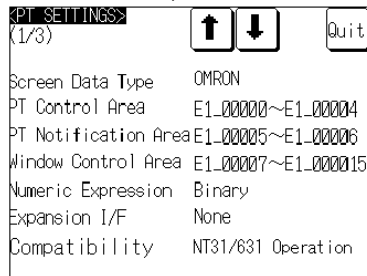 <PT SETTINGS>
(1/3)
Quit
Screen Data Type OMRON
PT Control Area E1_00000~E1_00004
PT Notification Area E1_00005~E1_00006
Window Control Area E1_00007~E1_000015
Numeric Expression Binary
Expansion I/F None
Compatibility NT31/631 Operation